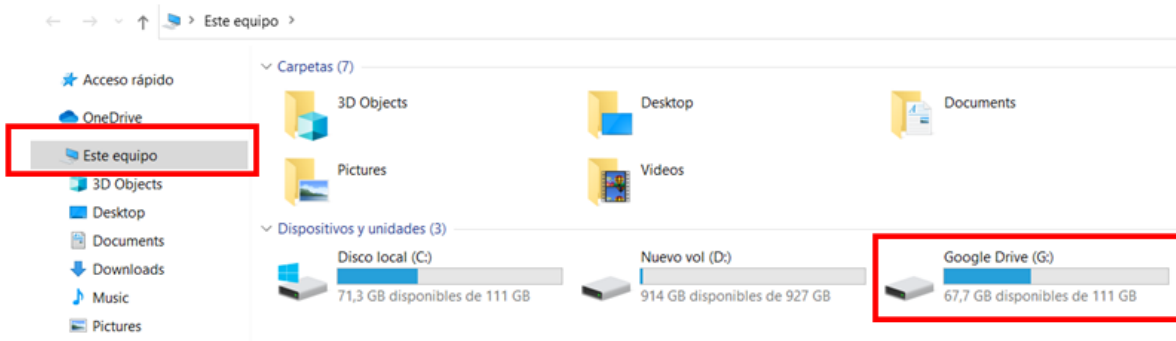 Este equipo
Acceso rápido
OneDrive
Este equipo
3D Objects
Desktop
Documents
Downloads
Music
Pictures
Carpetas (7)
3D Objects
Desktop
Documents
Pictures
Videos
Dispositivos y unidades (3)
Disco local (C:)
71,3 GB disponibles de 111 GB
Nuevo vol (D:)
914 GB disponibles de 927 GB
Google Drive (G:)
67,7 GB disponibles de 111 GB